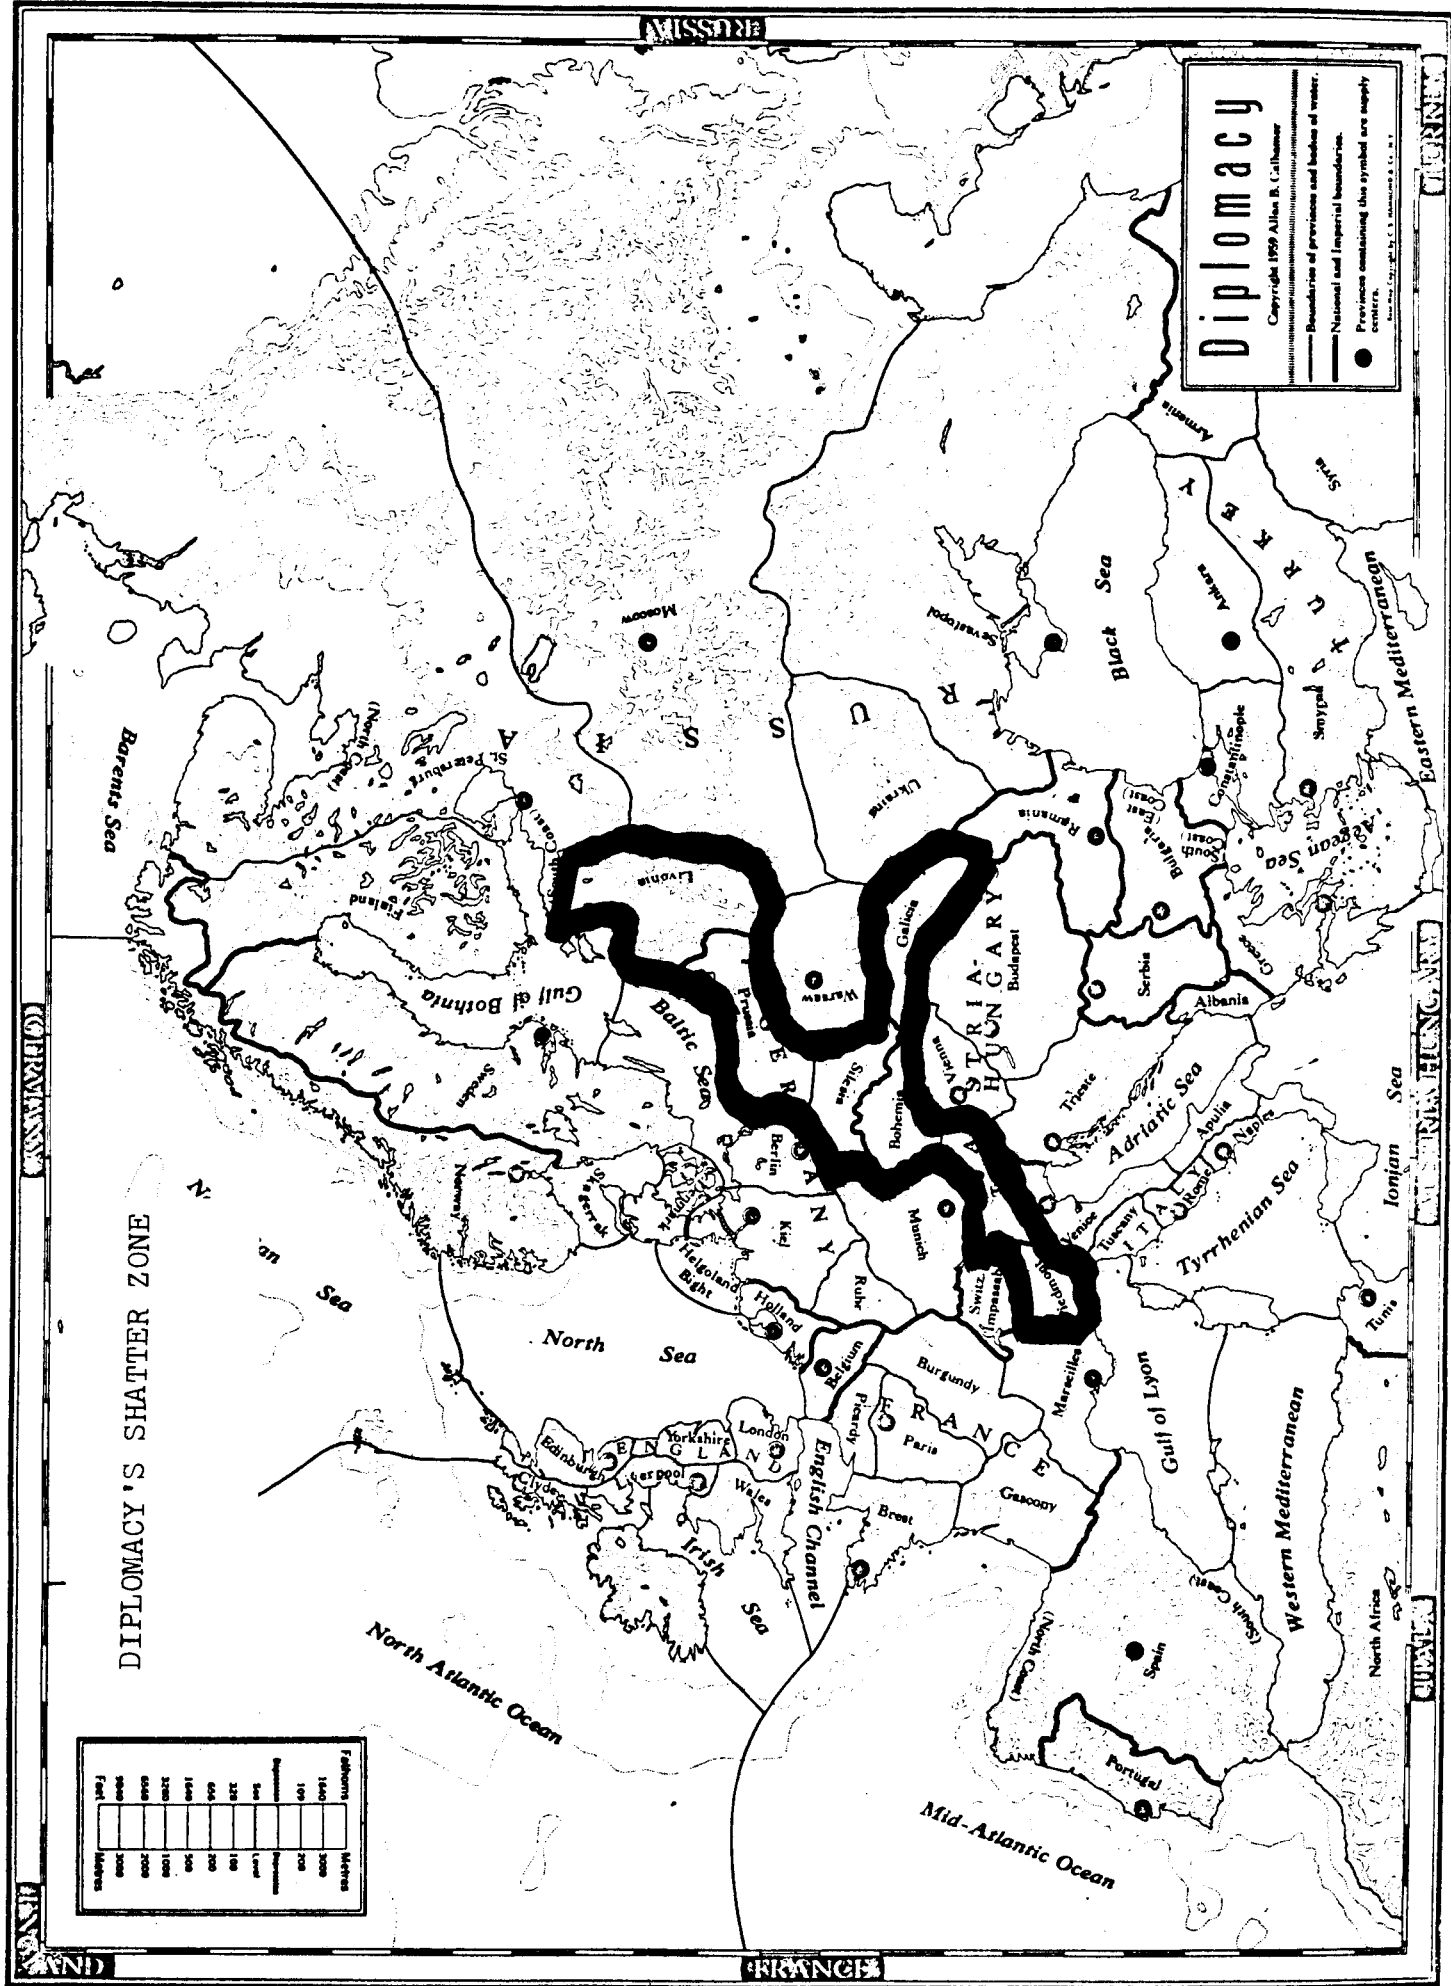 DIPLOMACY'S SHATTER ZONE
RUSSIA
FRANCE
Diplomacy
Copyright 1959 Allan B. Calhamer
Boundaries of provinces and bodies of water.
National and Imperial boundaries.
Provinces containing this symbol are supply
centers.
Barents Sea
(North Coast)
St. Petersburg
Finland
Gulf of Bothnia
Sweden
Norway
Skagerrak
Baltic Sea
Livonia
Moscow
RUSSIA
Sevastopol
Ukraine
Warsaw
Prussia
Silesia
Berlin
Kiel
Munich
Ruhr
Helgoland
Bight
Holland
Belgium
North Sea
Galicia
Bohemia
Vienna
Budapest
HUNGARY
Trieste
Rumania
Bulgaria
(East
Coast)
(South
Coast)
Serbia
Albania
Greece
Black Sea
Armenia
Syria
Ankara
TURKEY
Constantinople
Smyrna
Aegean Sea
Eastern Mediterranean
Ionian Sea
Adriatic Sea
Apulia
Naples
Rome
Tuscany
Venice
Piedmont
Tyrrhenian Sea
Tunis
Switz.
Marseilles
Burgundy
FRANCE
Picardy
Paris
Brest
Gascony
Gulf of Lyon
Western Mediterranean
North Africa
Spain
(North Coast)
(South Coast)
Portugal
Mid-Atlantic Ocean
North Atlantic Ocean
Irish Sea
English Channel
ENGLAND
Edinburgh
Clyde
Yorkshire
London
Wales
Fathoms
Metres
Feet
Metres